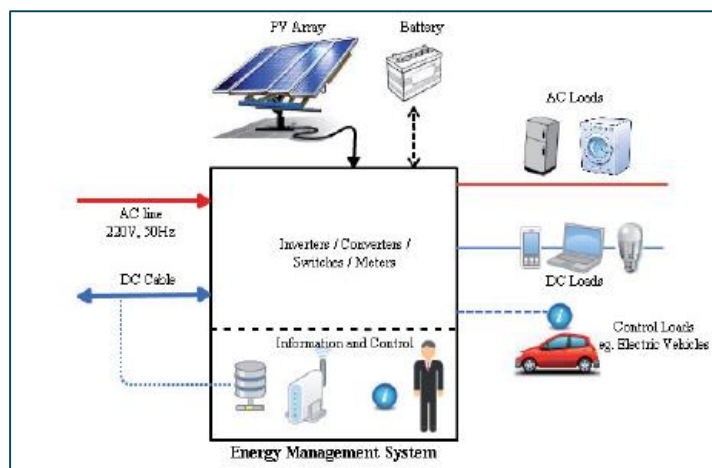 PV Array
Battery
AC Loads
AC line
220V, 50Hz
Inverters / Converters /
Switches / Meters
DC Cable
DC Loads
Information and Control
Control Loads
eg. Electric Vehicles
i
i
Energy Management System